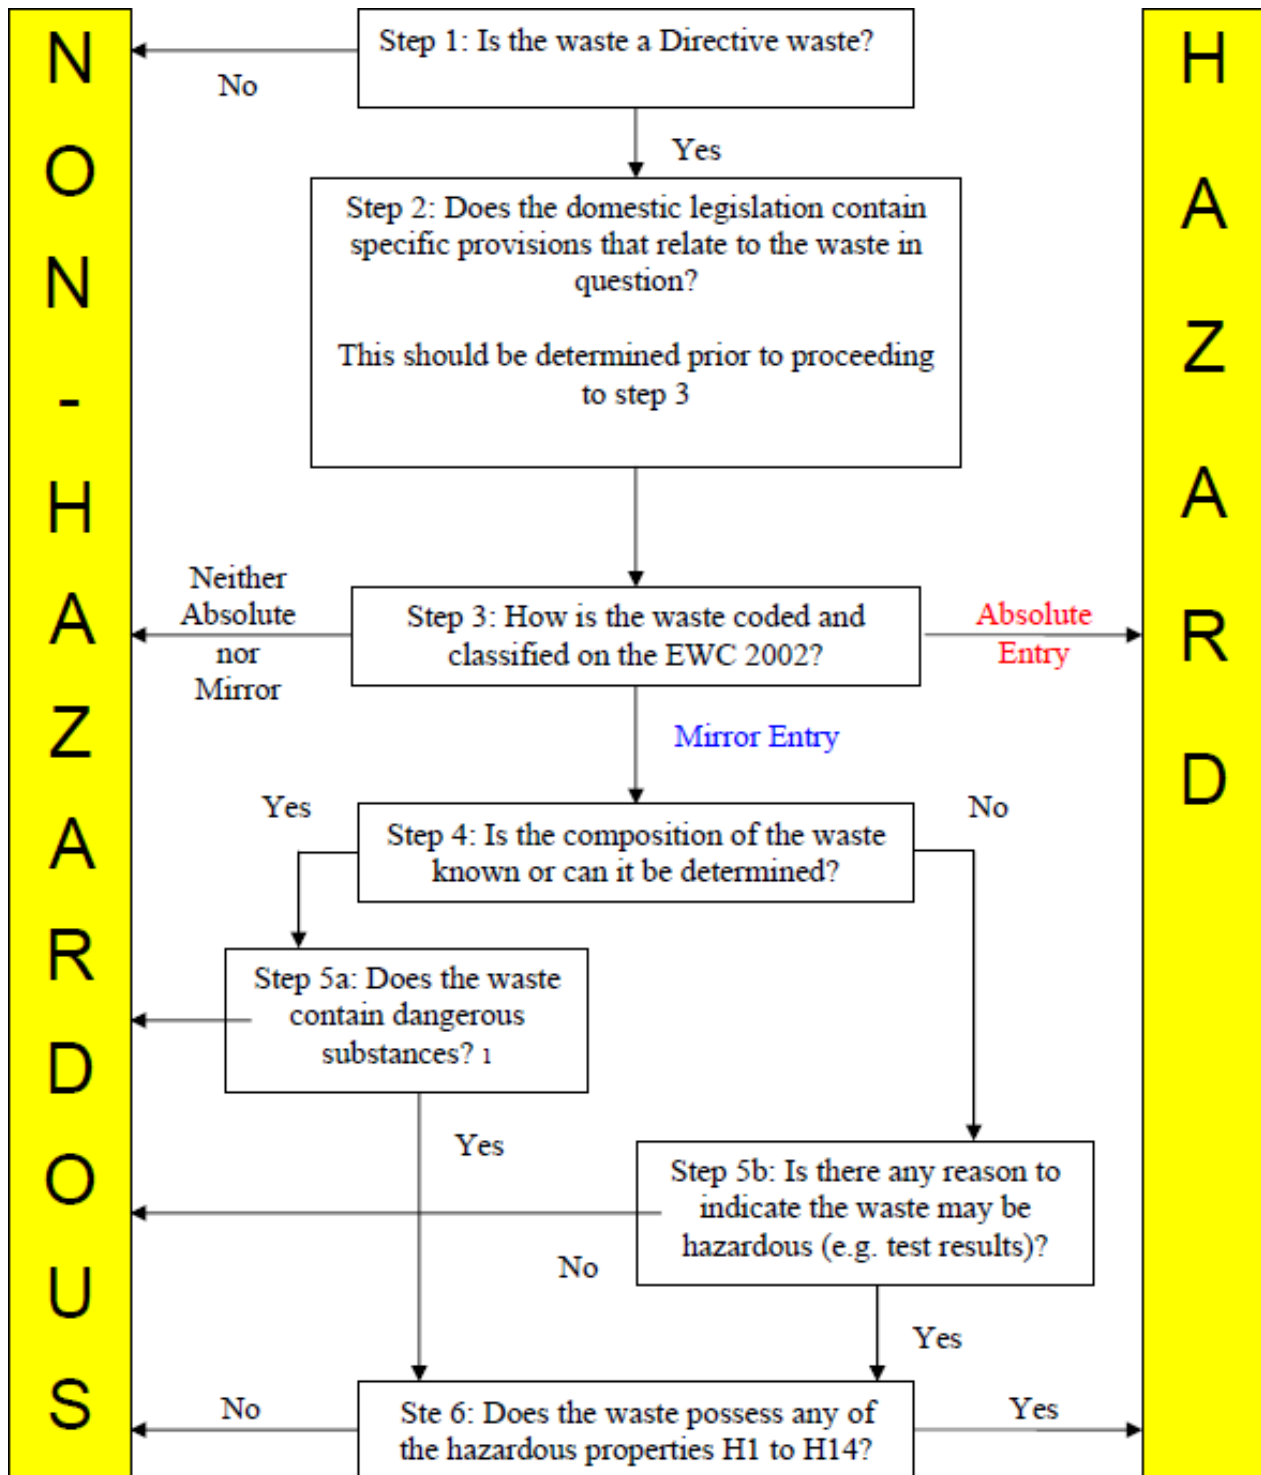 NON-HAZARDOUS
HAZARD
Step 1: Is the waste a Directive waste?
No
Yes
Step 2: Does the domestic legislation contain
specific provisions that relate to the waste in
question?
This should be determined prior to proceeding
to step 3
Neither
Absolute
nor
Mirror
Step 3: How is the waste coded and
classified on the EWC 2002?
Absolute
Entry
Mirror Entry
Yes
Step 4: Is the composition of the waste
known or can it be determined?
No
Step 5a: Does the waste
contain dangerous
substances? 1
Yes
Step 5b: Is there any reason to
indicate the waste may be
hazardous (e.g. test results)?
No
Yes
No
Ste 6: Does the waste possess any of
the hazardous properties H1 to H14?
Yes